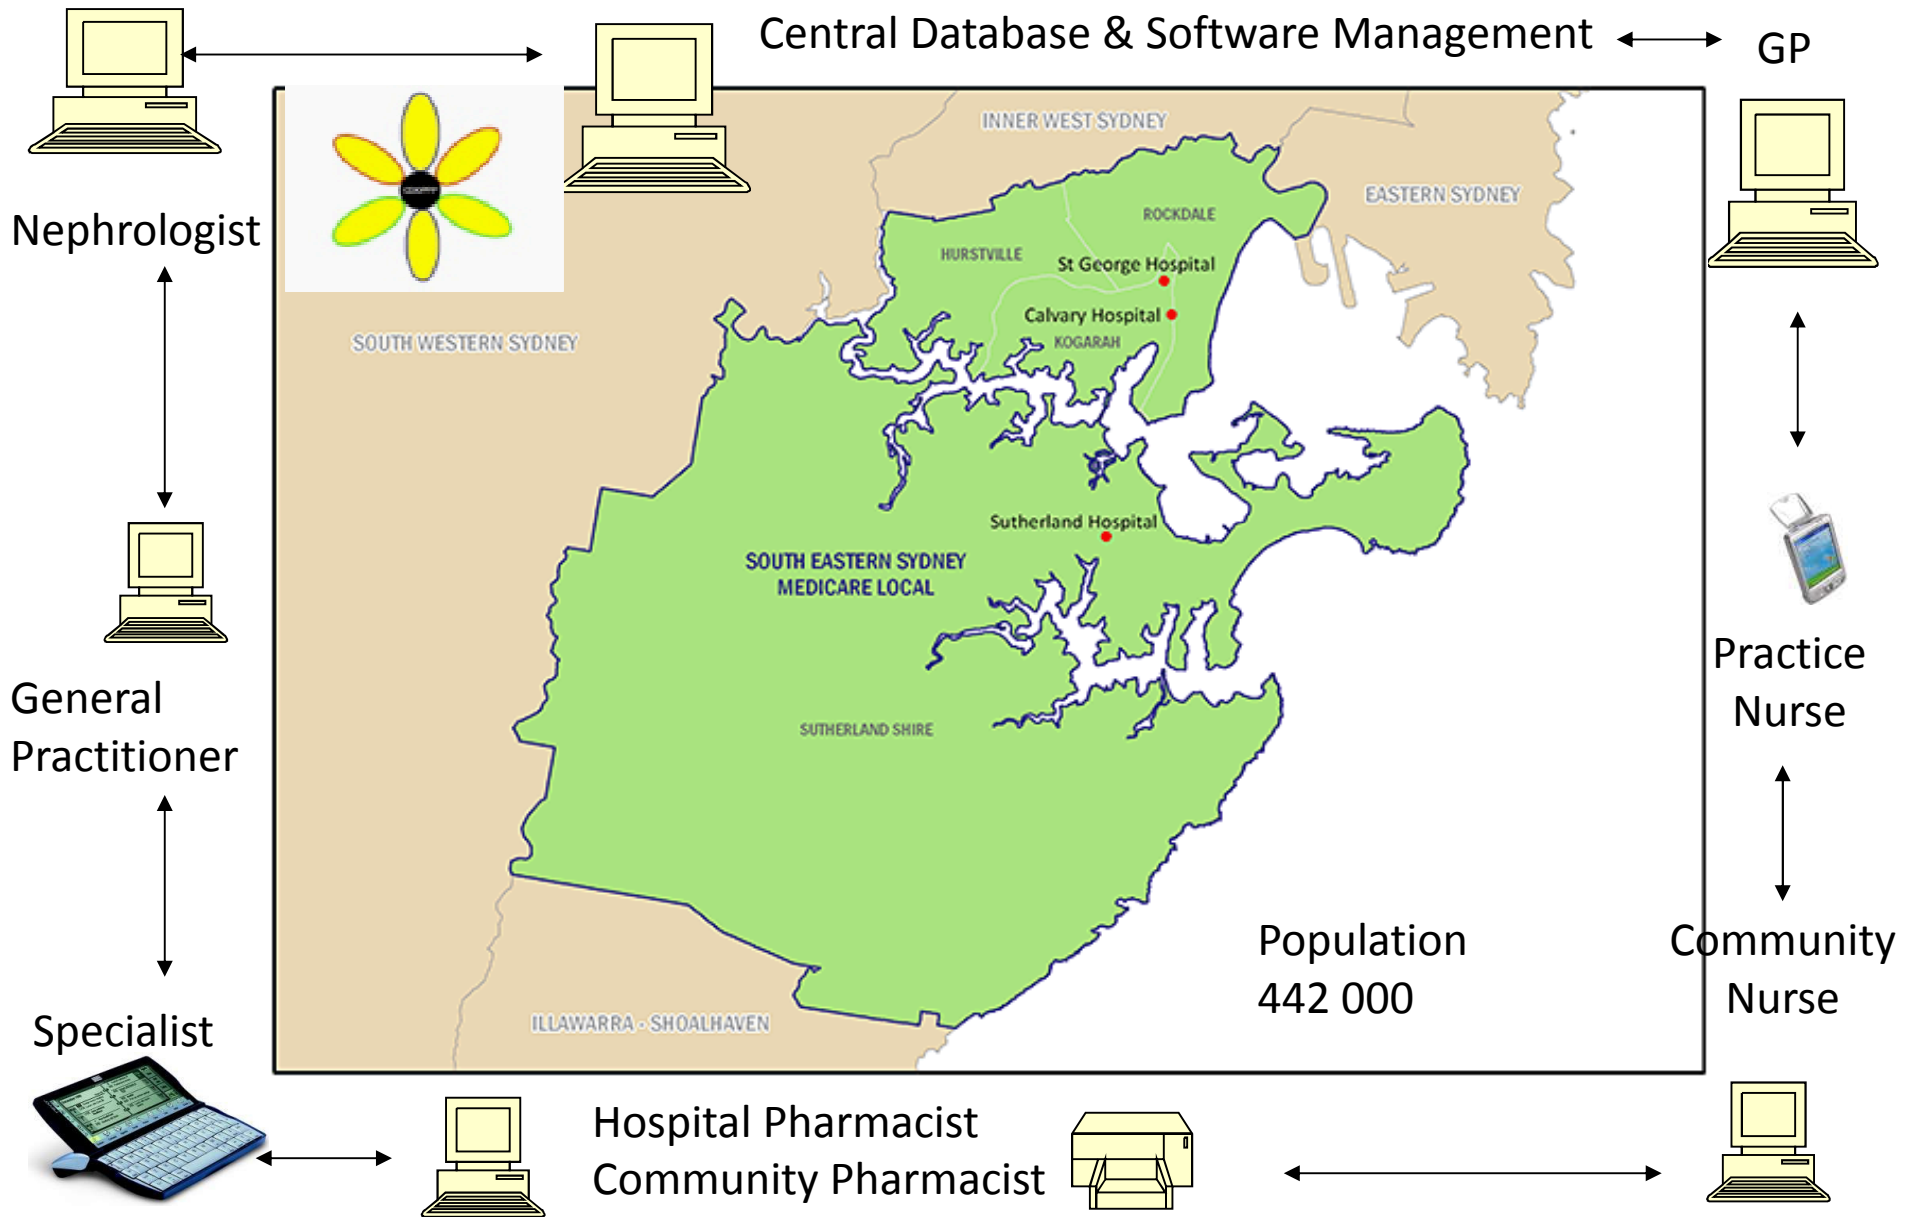 Central Database & Software Management
GP
Nephrologist
INNER WEST SYDNEY
EASTERN SYDNEY
ROCKDALE
HURSTVILLE
St George Hospital
Calvary Hospital
KOGARAH
SOUTH WESTERN SYDNEY
Sutherland Hospital
SOUTH EASTERN SYDNEY
MEDICARE LOCAL
General
Practitioner
Practice
Nurse
SUTHERLAND SHIRE
Population
442 000
Community
Nurse
Specialist
ILLAWARRA - SHOALHAVEN
Hospital Pharmacist
Community Pharmacist